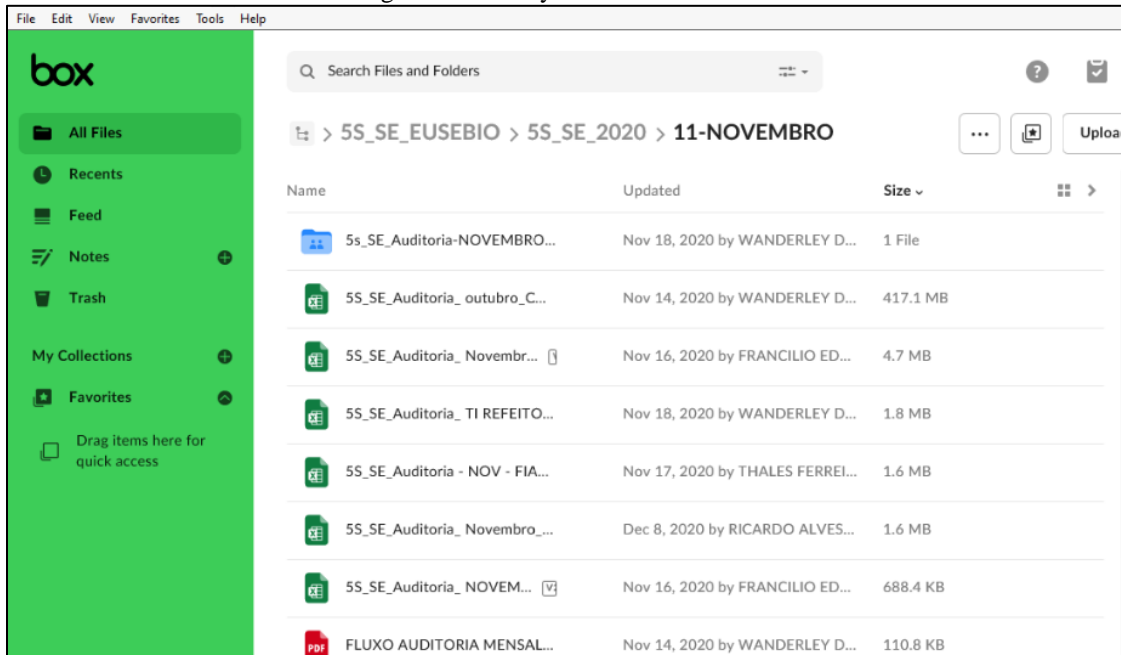 File Edit View Favorites Tools Help
box
Search Files and Folders
All Files
Recents
Feed
Notes
Trash
My Collections
Favorites
Drag items here for
quick access
> 5S_SE_EUSEBIO > 5S_SE_2020 > 11-NOVEMBRO
... Uploa
Name Updated Size
5s_SE_Auditoria-NOVEMBRO... Nov 18, 2020 by WANDERLEY D... 1 File
5S_SE_Auditoria_ outubro_C... Nov 14, 2020 by WANDERLEY D... 417.1 MB
5S_SE_Auditoria_ Novembr... Nov 16, 2020 by FRANCILIO ED... 4.7 MB
5S_SE_Auditoria_ TI REFEITO... Nov 18, 2020 by WANDERLEY D... 1.8 MB
5S_SE_Auditoria - NOV - FIA... Nov 17, 2020 by THALES FERREI... 1.6 MB
5S_SE_Auditoria_ Novembro_... Dec 8, 2020 by RICARDO ALVES... 1.6 MB
5S_SE_Auditoria_ NOVEM... Nov 16, 2020 by FRANCILIO ED... 688.4 KB
PDF FLUXO AUDITORIA MENSAL... Nov 14, 2020 by WANDERLEY D... 110.8 KB